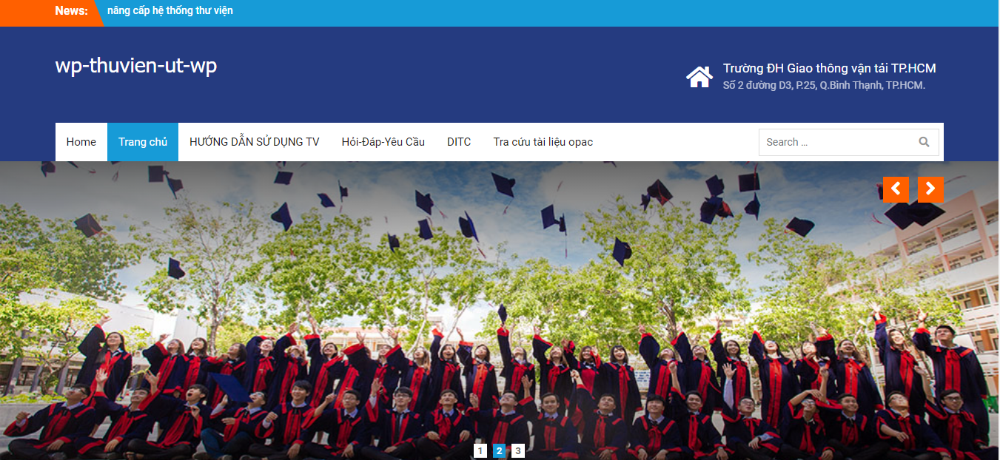 News: nâng cấp hệ thống thư viện
wp-thuvien-ut-wp
Trường ĐH Giao thông vận tải TP.HCM
Số 2 đường D3, P.25, Q.Bình Thạnh, TP.HCM.
Home Trang chủ HƯỚNG DẪN SỬ DỤNG TV Hỏi-Đáp-Yêu Cầu DITC Tra cứu tài liệu opac Search ...
1 2 3